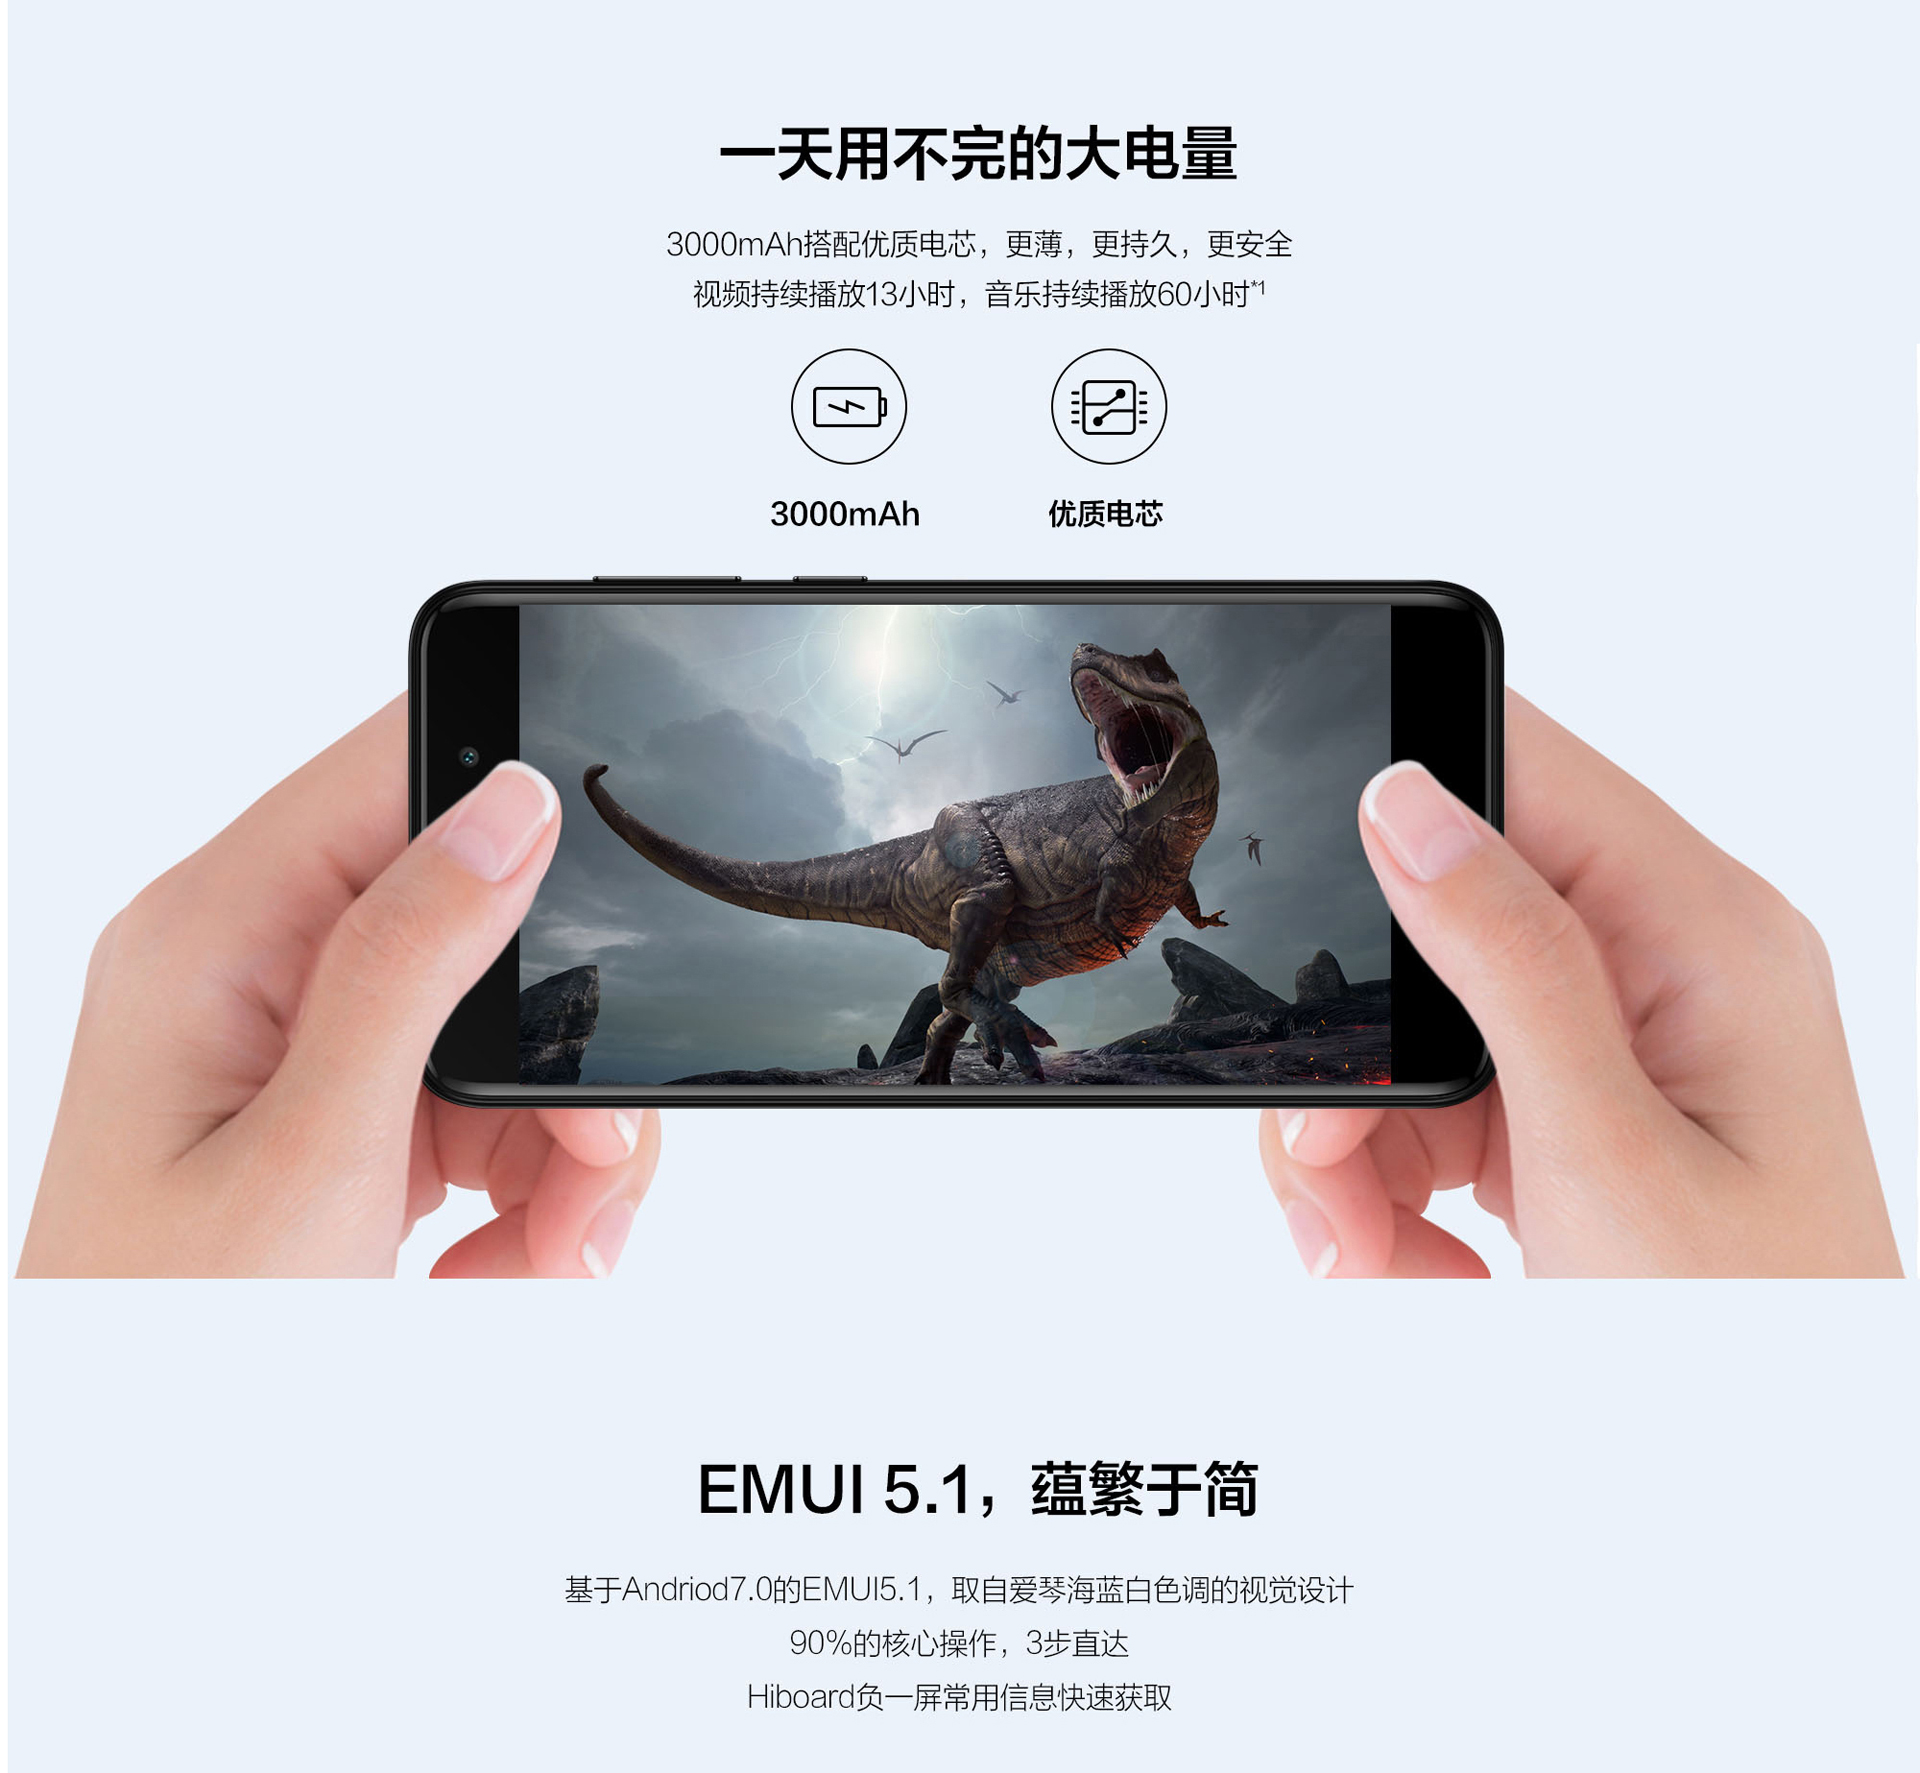 一天用不完的大电量
3000mAh搭配优质电芯，更薄，更持久，更安全
视频持续播放13小时，音乐持续播放60小时*1
3000mAh
优质电芯
EMUI 5.1，蕴繁于简
基于Andriod7.0的EMUI5.1，取自爱琴海蓝白色调的视觉设计
90%的核心操作，3步直达
Hiboard负一屏常用信息快速获取